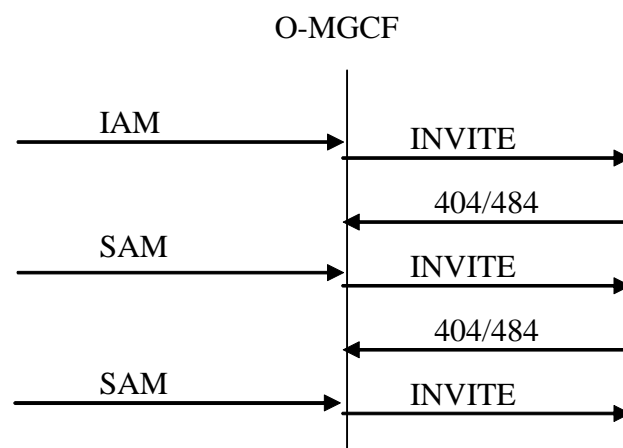 O-MGCF
IAM
INVITE
404/484
SAM
INVITE
404/484
SAM
INVITE